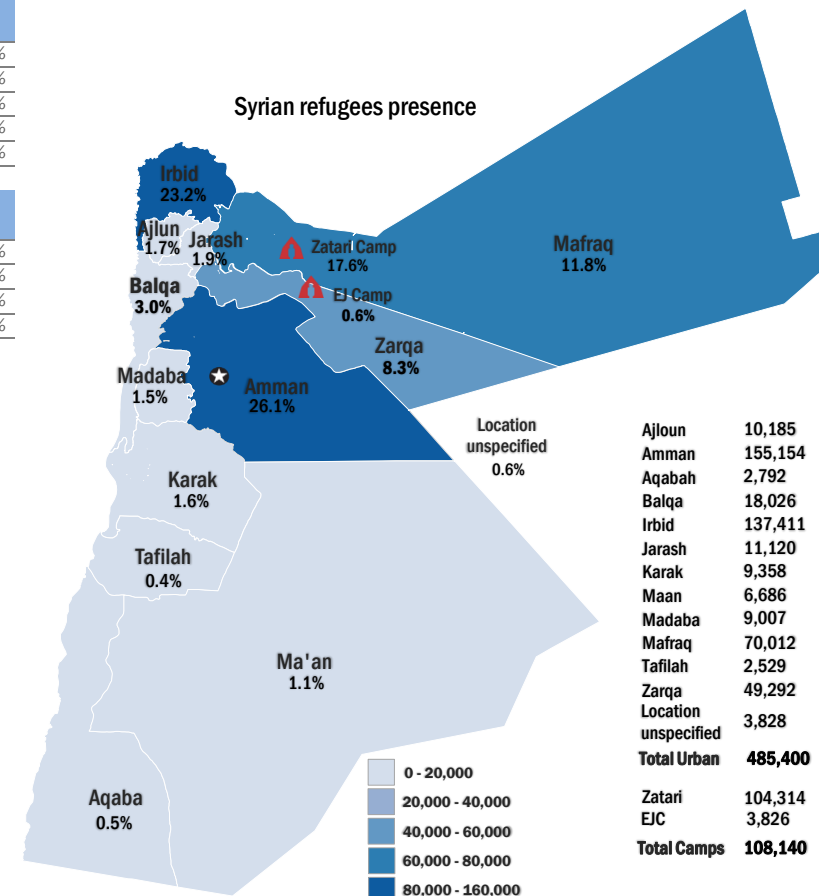 %
%
%
%
%
%
%
%
%
Syrian refugees presence
Irbid
23.2%
Ajlun
1.7%
Jarash
1.9%
Zatari Camp
17.6%
Mafraq
11.8%
Balqa
3.0%
EJ Camp
0.6%
Zarqa
8.3%
Madaba
1.5%
Amman
26.1%
Location
unspecified
0.6%
Karak
1.6%
Tafilah
0.4%
Ma'an
1.1%
Aqaba
0.5%
0 - 20,000
20,000 - 40,000
40,000 - 60,000
60,000 - 80,000
80,000 - 160,000
Ajloun 10,185
Amman 155,154
Aqabah 2,792
Balqa 18,026
Irbid 137,411
Jarash 11,120
Karak 9,358
Maan 6,686
Madaba 9,007
Mafraq 70,012
Tafilah 2,529
Zarqa 49,292
Location
unspecified 3,828
Total Urban 485,400
Zatari 104,314
EJC 3,826
Total Camps 108,140